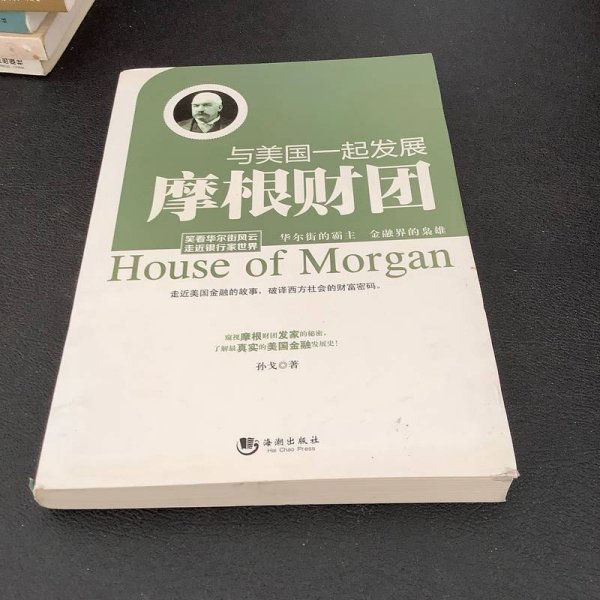 与美国一起发展
摩根财团
笑看华尔街风云
走近银行家世界
华尔街的霸主 金融界的枭雄
House of Morgan
走近美国金融的故事，破译西方社会的财富密码。
窥视摩根财团发家的秘密，
了解最真实的美国金融发展史！
孙戈◎著
海潮出版社
Hai Chao Press